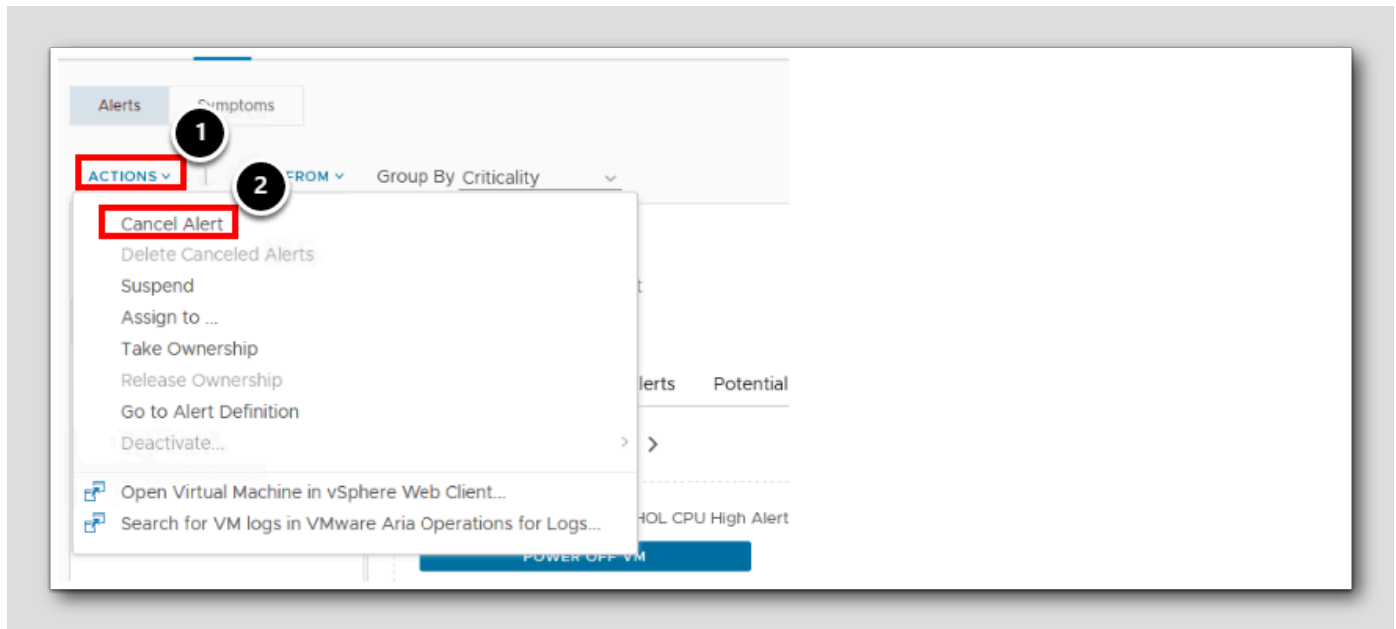 Alerts Symptoms
1
ACTIONS FROM Group By Criticality
2
Cancel Alert
Delete Canceled Alerts
Suspend
Assign to ...
Take Ownership
Release Ownership
lerts Potential
Go to Alert Definition
Deactivate...
Open Virtual Machine in vSphere Web Client...
Search for VM logs in VMware Aria Operations for Logs...
HOL CPU High Alert
POWER OFF VM